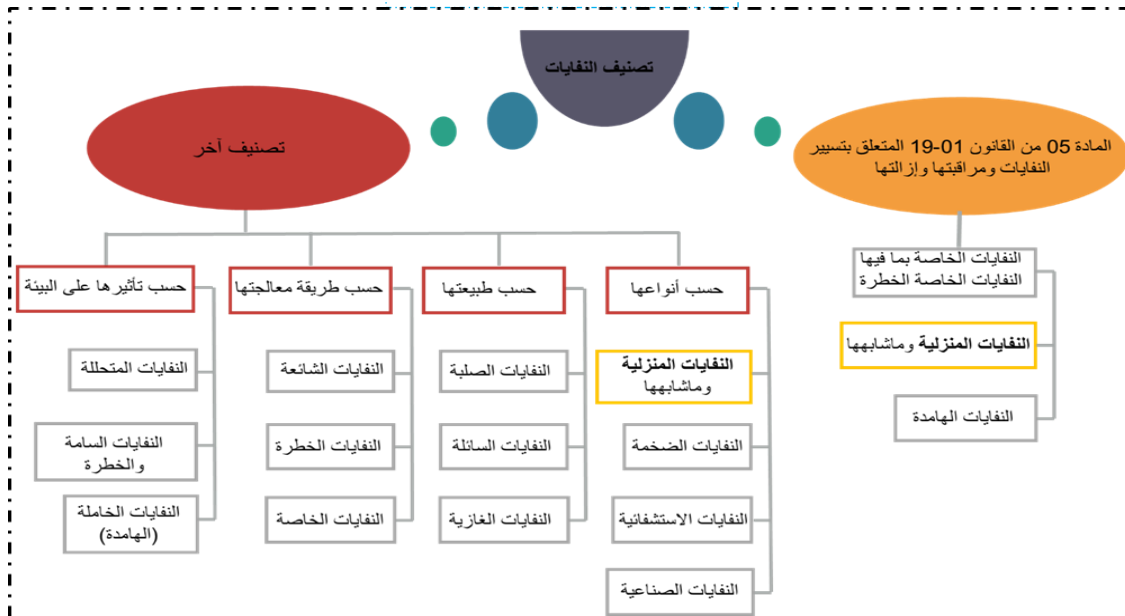 تصنيف النفايات
المادة 05 من القانون 01-19 المتعلق بتسيير
النفايات ومراقبتها وإزالتها
النفايات الخاصة بما فيها
النفايات الخاصة الخطرة
النفايات المنزلية وماشابهها
النفايات الهامدة
تصنيف آخر
حسب أنواعها
النفايات المنزلية
وماشابهها
النفايات الضخمة
النفايات الاستشفائية
النفايات الصناعية
حسب طبيعتها
النفايات الصلبة
النفايات السائلة
النفايات الغازية
حسب طريقة معالجتها
النفايات الشائعة
النفايات الخطرة
النفايات الخاصة
حسب تأثيرها على البيئة
النفايات المتحللة
النفايات السامة
والخطرة
النفايات الخاملة
(الهامدة)